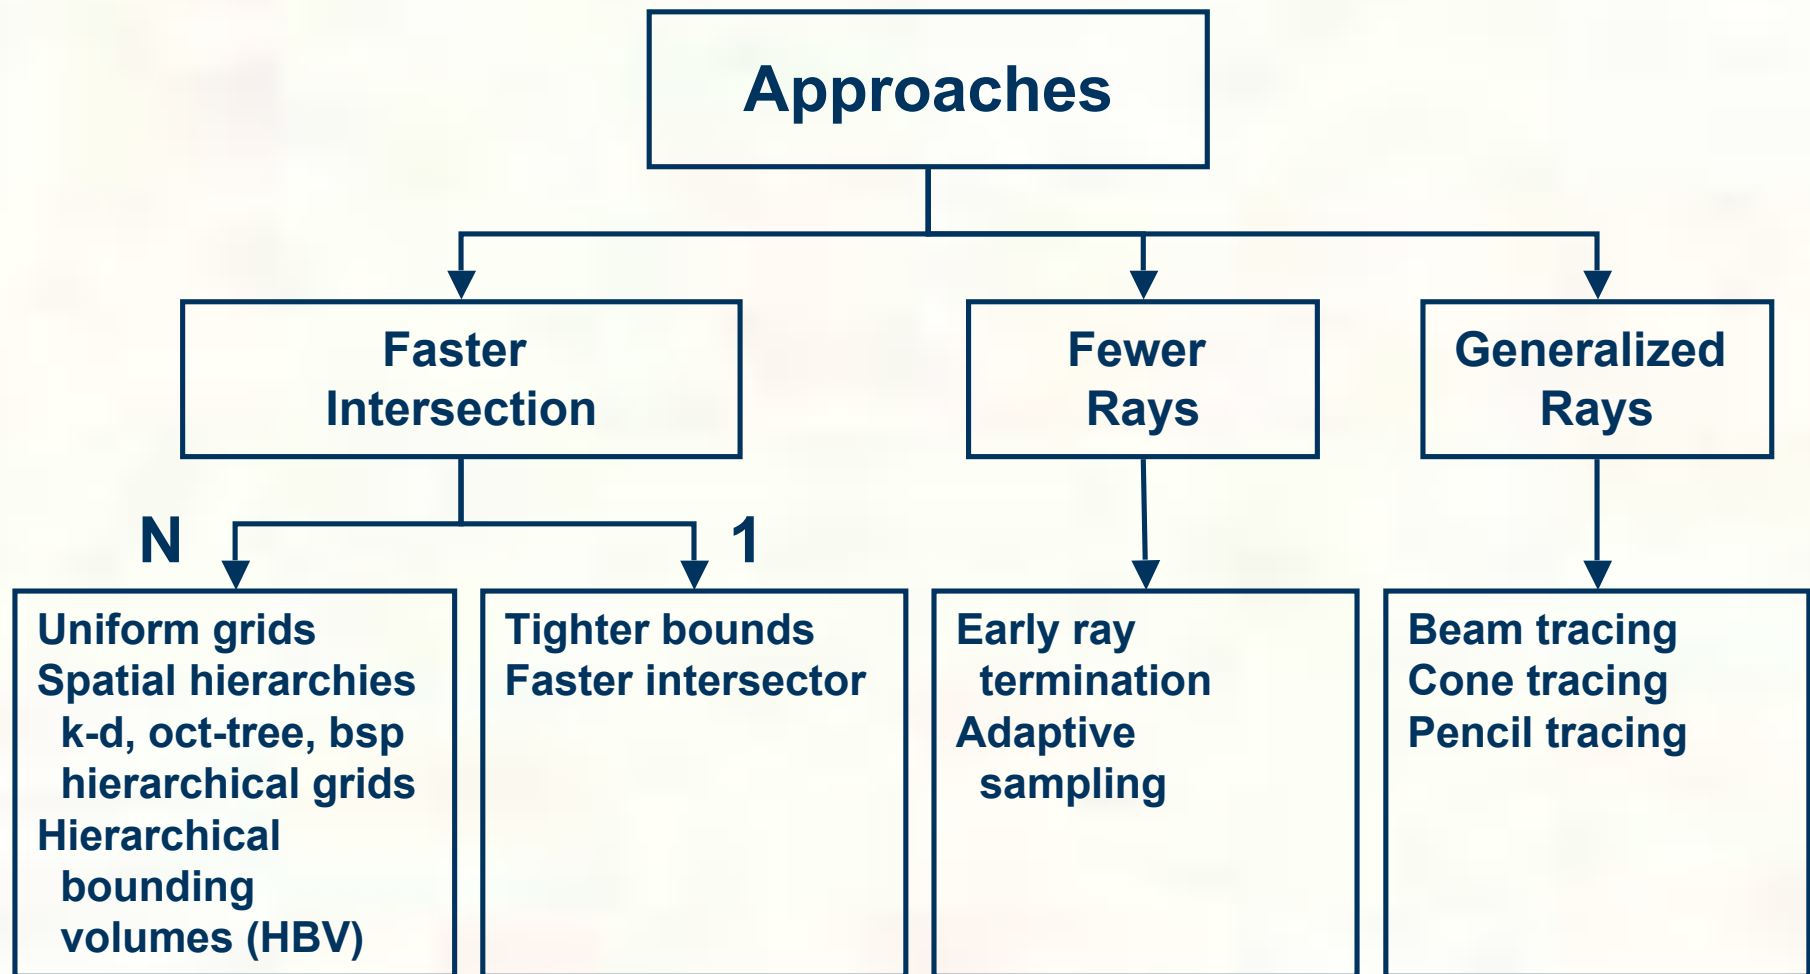 Approaches
Faster
Intersection
Fewer
Rays
Generalized
Rays
N
1
Uniform grids
Spatial hierarchies
k-d, oct-tree, bsp
hierarchical grids
Hierarchical
bounding
volumes (HBV)
Tighter bounds
Faster intersector
Early ray
termination
Adaptive
sampling
Beam tracing
Cone tracing
Pencil tracing